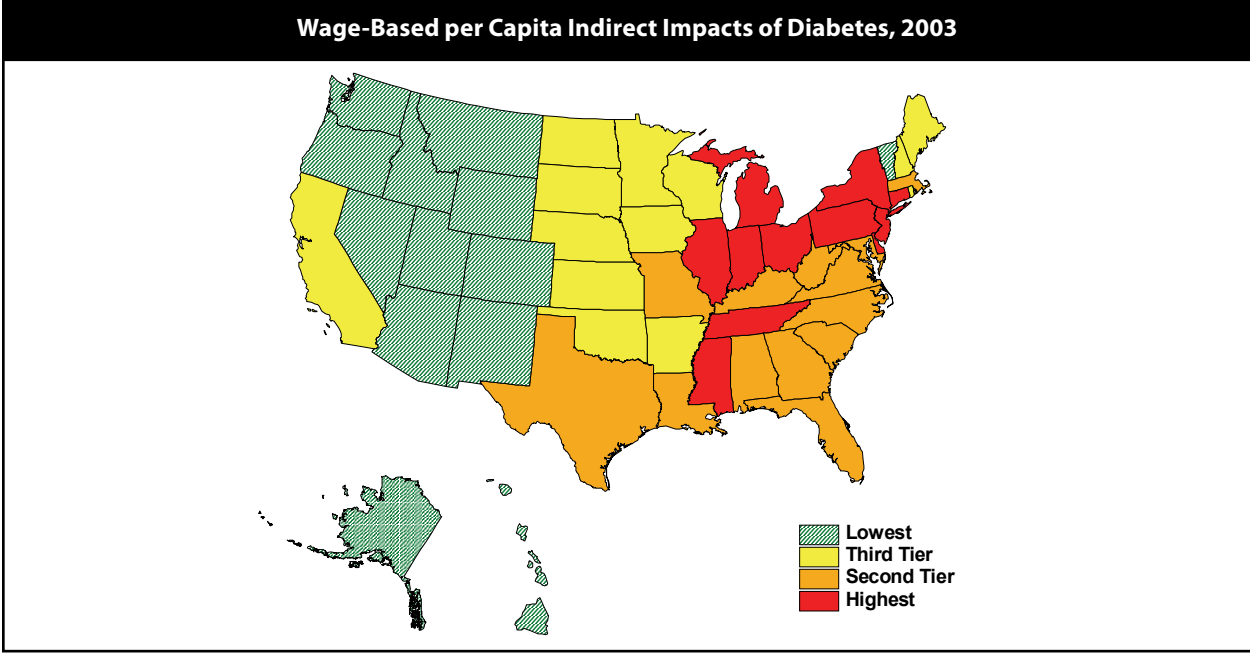 Wage-Based per Capita Indirect Impacts of Diabetes, 2003
Lowest
Third Tier
Second Tier
Highest